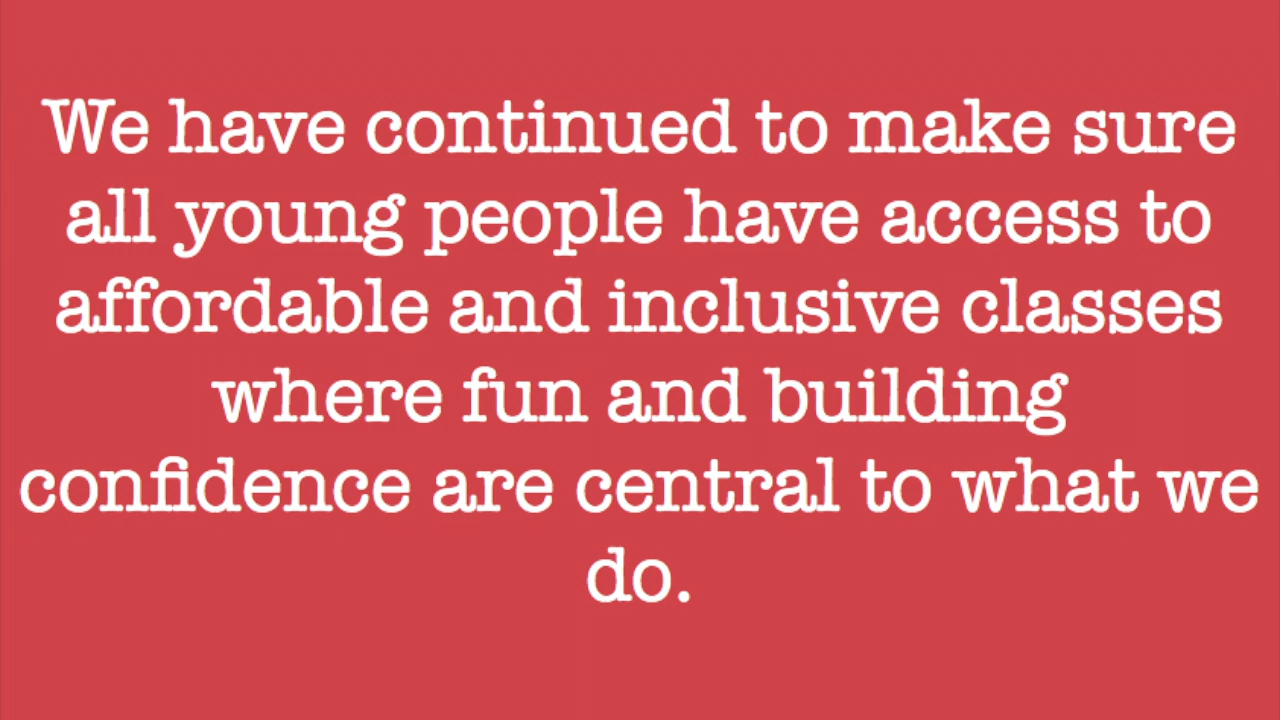 We have continued to make sure
all young people have access to
affordable and inclusive classes
where fun and building
confidence are central to what we
do.